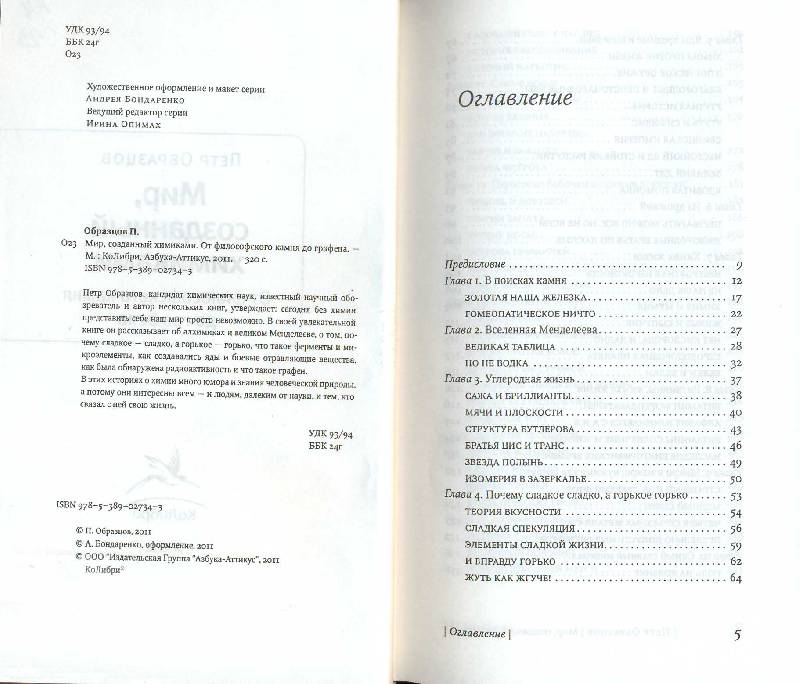 УДК 93/94
ББК 24г
О23
Художественное оформление и макет серии
Андрея Бондаренко
Ведущий редактор серии
Ирина Опимах
Образцов П.
О23 Мир, созданный химиками. От философского камня до графена. —
М. : КоЛибри, Азбука-Аттикус, 2011. — 320 с.
ISBN 978-5-389-02734-3
Петр Образцов, кандидат химических наук, известный научный обо-
зреватель и автор нескольких книг, утверждает: сегодня без химии
представить себе наш мир просто невозможно. В своей увлекательной
книге он рассказывает об алхимиках и великом Менделееве, о том, по-
чему сладкое — сладко, а горькое — горько, что такое ферменты и ми-
кроэлементы, как создавались яды и боевые отравляющие вещества,
как была обнаружена радиоактивность и что такое графен.
В этих историях о химии много юмора и знания человеческой природы,
а потому они интересны всем — и людям, далеким от науки, и тем, кто
связал с ней свою жизнь.
УДК 93/94
ББК 24г
ISBN 978-5-389-02734-3
© П. Образцов, 2011
© А. Бондаренко, оформление, 2011
© ООО "Издательская Группа "Азбука-Аттикус", 2011
КоЛибри®
Оглавление
Предисловие 9
Глава 1. В поисках камня 12
ЗОЛОТАЯ НАША ЖЕЛЕЗКА 17
ГОМЕОПАТИЧЕСКОЕ НИЧТО 22
Глава 2. Вселенная Менделеева 27
ВЕЛИКАЯ ТАБЛИЦА 28
НО НЕ ВОДКА 32
Глава 3. Углеродная жизнь 37
САЖА И БРИЛЛИАНТЫ 38
МЯЧИ И ПЛОСКОСТИ 40
СТРУКТУРА БУТЛЕРОВА 43
БРАТЬЯ ЦИС И ТРАНС 46
ЗВЕЗДА ПОЛЫНЬ 49
ИЗОМЕРИЯ В ЗАЗЕРКАЛЬЕ 50
Глава 4. Почему сладкое сладко, а горькое горько 53
ТЕОРИЯ ВКУСНОСТИ 54
СЛАДКАЯ СПЕКУЛЯЦИЯ 56
ЭЛЕМЕНТЫ СЛАДКОЙ ЖИЗНИ 59
И ВПРАВДУ ГОРЬКО 62
ЖУТЬ КАК ЖГУЧЕ! 64
| Оглавление | 5